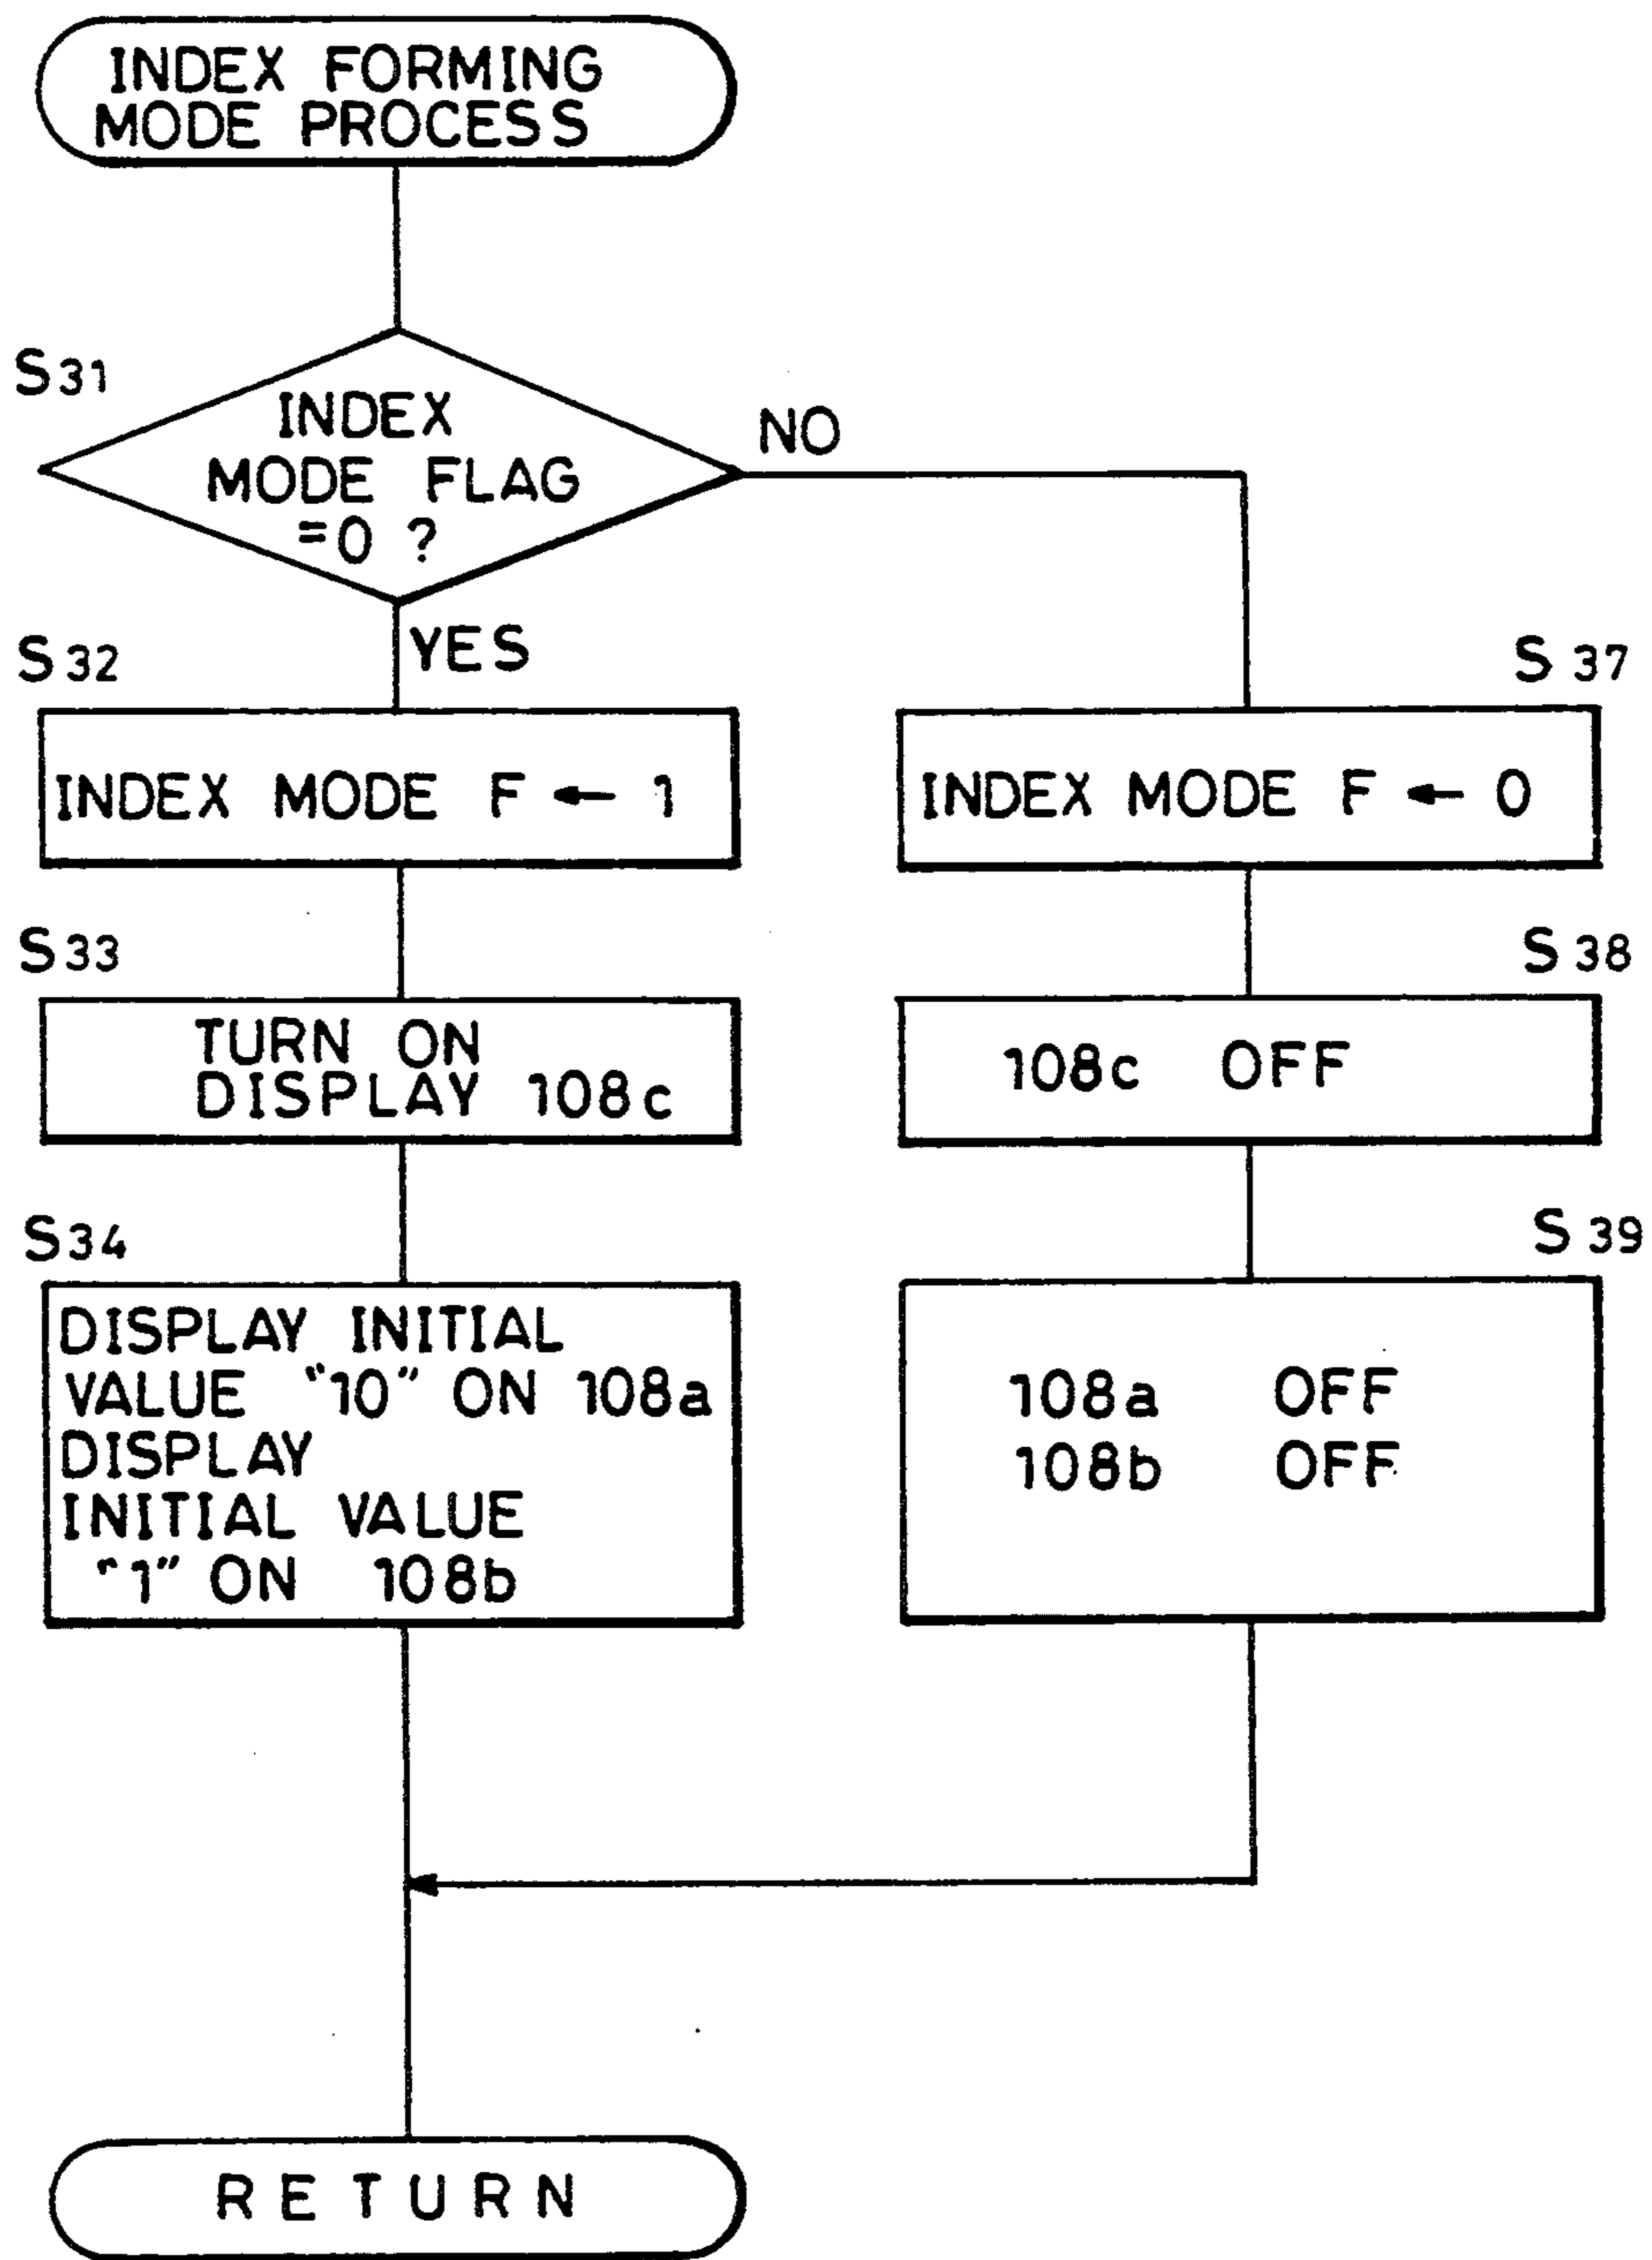 INDEX FORMING
MODE PROCESS
S31
INDEX
MODE FLAG
=0 ?
NO
YES
S32
INDEX MODE F ← 1
S33
TURN ON
DISPLAY 108c
S34
DISPLAY INITIAL
VALUE "10" ON 108a
DISPLAY
INITIAL VALUE
"1" ON 108b
S37
INDEX MODE F ← 0
S38
108c OFF
S39
108a OFF
108b OFF
RETURN